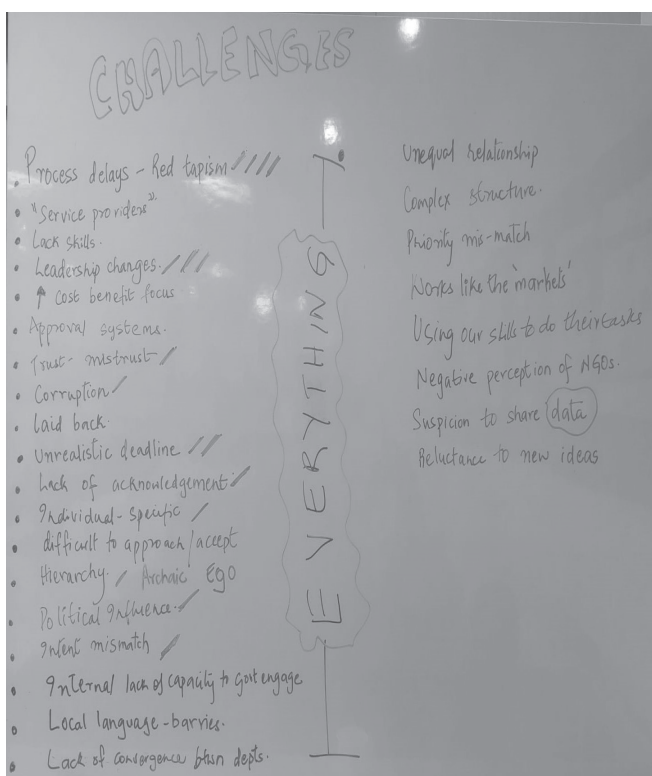 CHALLENGES
• Process delays - Red tapism ////
• "Service providers".
• Lack skills.
• Leadership changes. ///
• ↑ Cost benefit focus
• Approval systems.
• Trust - mistrust /
• Corruption /
• Laid back.
• Unrealistic deadline //
• Lack of acknowledgement /
• Individual - Specific /
• difficult to approach/accept
• Hierarchy. / Archaic Ego
• Political Influence. /
• Intent mismatch /
• Internal lack of capacity to govt engage
• Local language - barries.
• Lack of convergence btwn depts.
EVERYTHING
Unequal relationship
Complex structure.
Priority mis-match
Works like the 'markets'
Using our skills to do their tasks
Negative perception of NGOs.
Suspicion to share data
Reluctance to new ideas